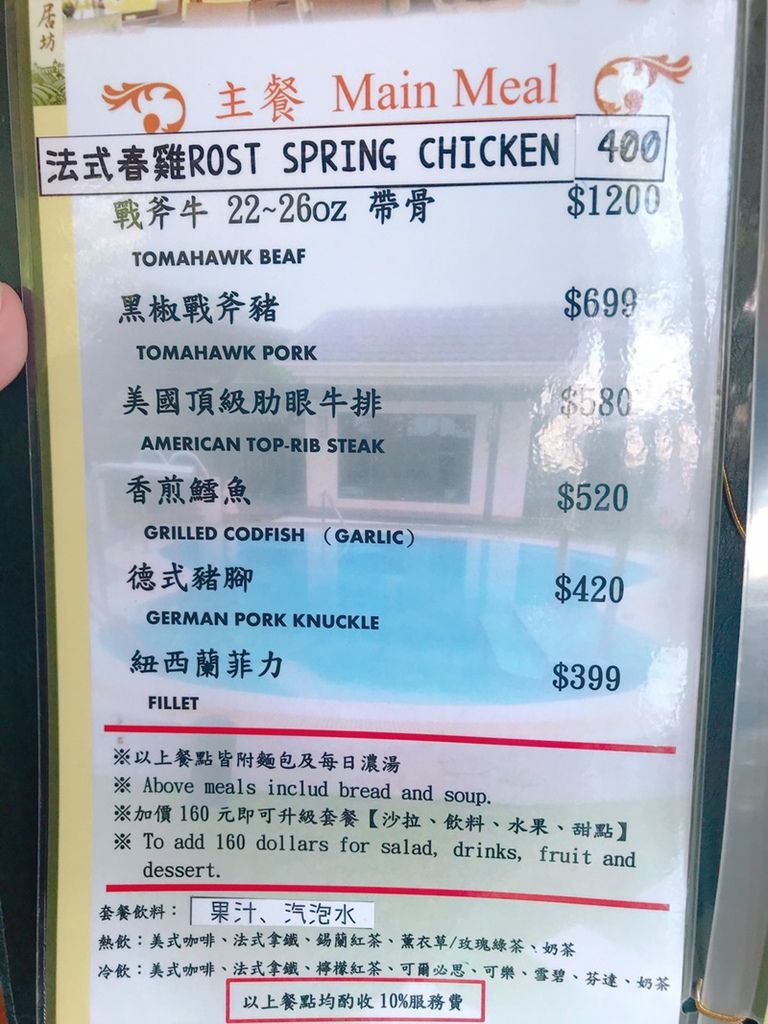 居坊
主餐 Main Meal
法式春雞ROST SPRING CHICKEN 400
戰斧牛 22~26oz 帶骨 $1200
TOMAHAWK BEAF
黑椒戰斧豬 $699
TOMAHAWK PORK
美國頂級肋眼牛排 $580
AMERICAN TOP-RIB STEAK
香煎鱈魚 $520
GRILLED CODFISH （GARLIC）
德式豬腳 $420
GERMAN PORK KNUCKLE
紐西蘭菲力 $399
FILLET
※以上餐點皆附麵包及每日濃湯
※ Above meals includ bread and soup.
※加價 160 元即可升級套餐【沙拉、飲料、水果、甜點】
※ To add 160 dollars for salad, drinks, fruit and
dessert.
套餐飲料： 果汁、汽泡水
熱飲：美式咖啡、法式拿鐵、錫蘭紅茶、薰衣草/玫瑰綠茶、奶茶
冷飲：美式咖啡、法式拿鐵、檸檬紅茶、可爾必思、可樂、雪碧、芬達、奶茶
以上餐點均酌收 10%服務費